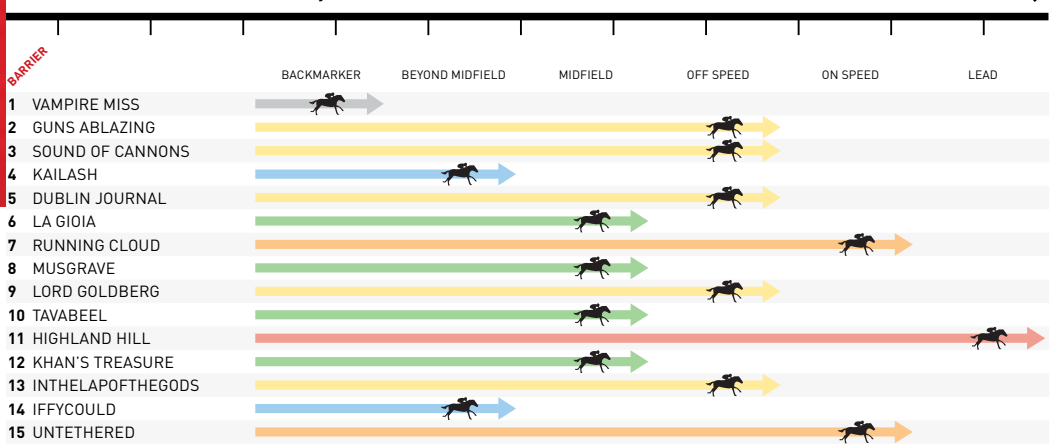 BARRIER
BACKMARKER BEYOND MIDFIELD MIDFIELD OFF SPEED ON SPEED LEAD
1 VAMPIRE MISS
2 GUNS ABLAZING
3 SOUND OF CANNONS
4 KAILASH
5 DUBLIN JOURNAL
6 LA GIOIA
7 RUNNING CLOUD
8 MUSGRAVE
9 LORD GOLDBERG
10 TAVABEEL
11 HIGHLAND HILL
12 KHAN'S TREASURE
13 INTHELAPOFTHEGODS
14 IFFYCOULD
15 UNTETHERED